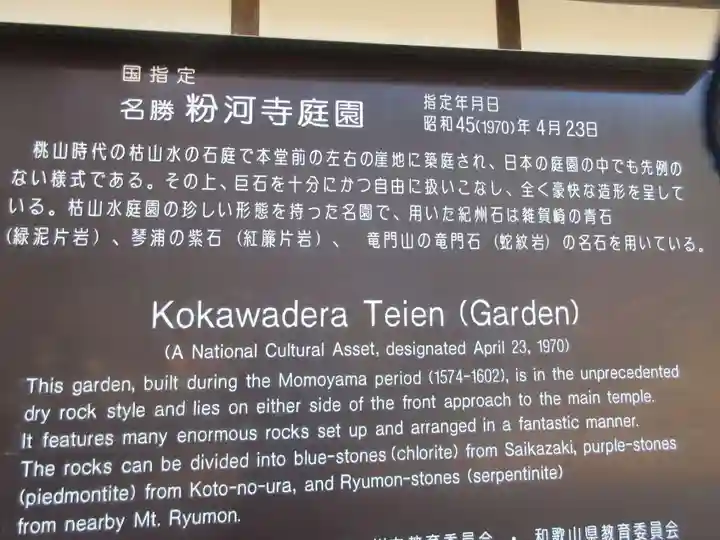 国指定
名勝 粉河寺庭園
指定年月日
昭和45(1970)年 4月23日
桃山時代の枯山水の石庭で本堂前の左右の崖地に築庭され、日本の庭園の中でも先例の
ない様式である。その上、巨石を十分にかつ自由に扱いこなし、全く豪快な造形を呈して
いる。枯山水庭園の珍しい形態を持った名園で、用いた紀州石は雑賀崎の青石
(緑泥片岩)、琴浦の紫石(紅簾片岩)、 竜門山の竜門石(蛇紋岩)の名石を用いている。
Kokawadera Teien (Garden)
(A National Cultural Asset, designated April 23, 1970)
This garden, built during the Momoyama period (1574-1602), is in the unprecedented
dry rock style and lies on either side of the front approach to the main temple.
It features many enormous rocks set up and arranged in a fantastic manner.
The rocks can be divided into blue-stones (chlorite) from Saikazaki, purple-stones
(piedmontite) from Koto-no-ura, and Ryumon-stones (serpentinite)
from nearby Mt. Ryumon.
教育委員会 ・ 和歌山県教育委員会